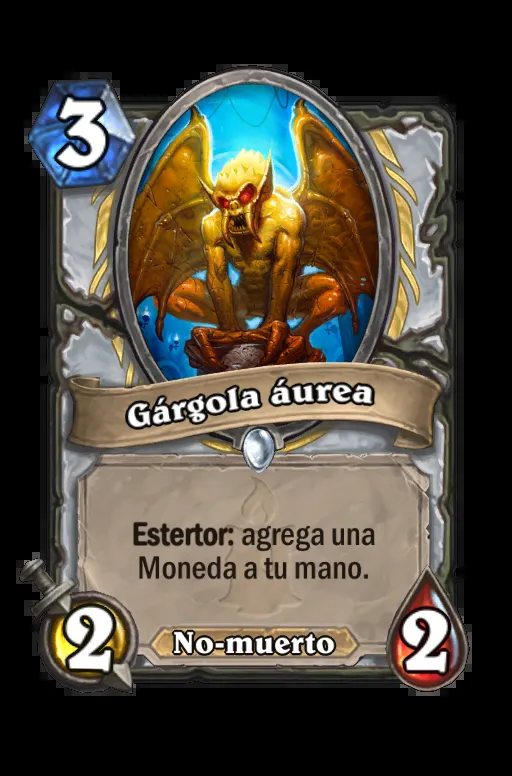 3
Gárgola áurea
Estertor: agrega una
Moneda a tu mano.
2
No-muerto
2